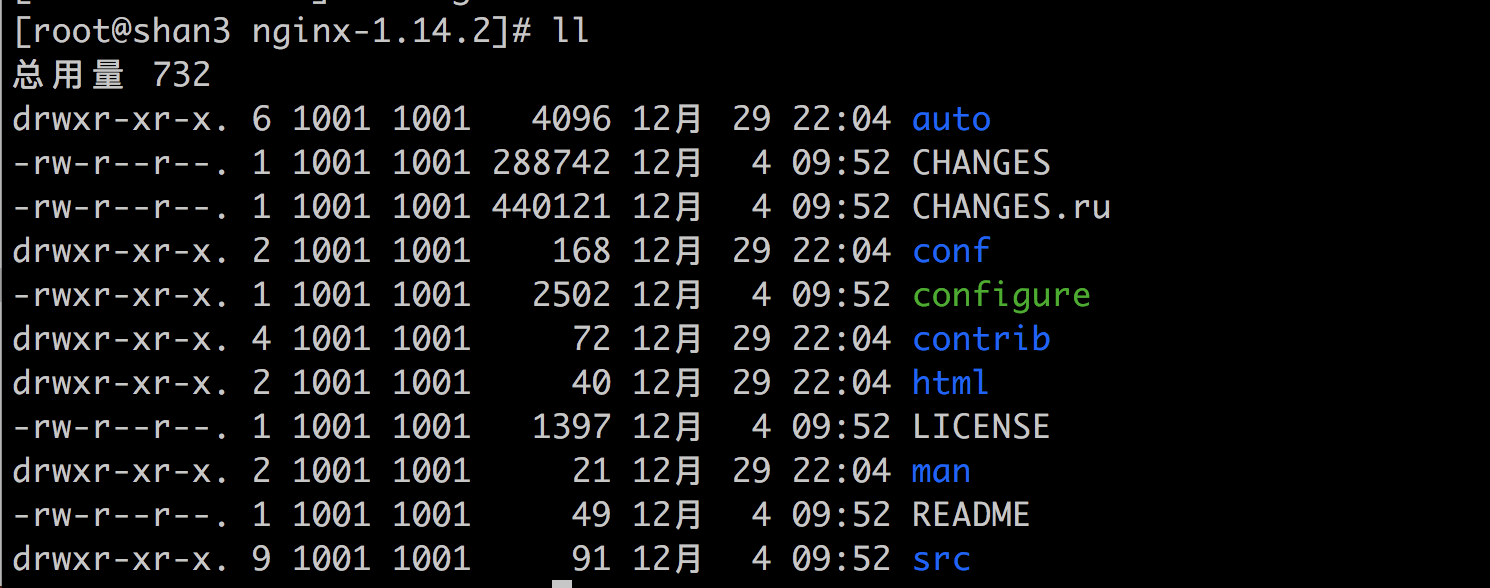 [root@shan3 nginx-1.14.2]# ll
总用量 732
drwxr-xr-x. 6 1001 1001   4096 12月  29 22:04 auto
-rw-r--r--. 1 1001 1001 288742 12月   4 09:52 CHANGES
-rw-r--r--. 1 1001 1001 440121 12月   4 09:52 CHANGES.ru
drwxr-xr-x. 2 1001 1001    168 12月  29 22:04 conf
-rwxr-xr-x. 1 1001 1001   2502 12月   4 09:52 configure
drwxr-xr-x. 4 1001 1001     72 12月  29 22:04 contrib
drwxr-xr-x. 2 1001 1001     40 12月  29 22:04 html
-rw-r--r--. 1 1001 1001   1397 12月   4 09:52 LICENSE
drwxr-xr-x. 2 1001 1001     21 12月  29 22:04 man
-rw-r--r--. 1 1001 1001     49 12月   4 09:52 README
drwxr-xr-x. 9 1001 1001     91 12月   4 09:52 src